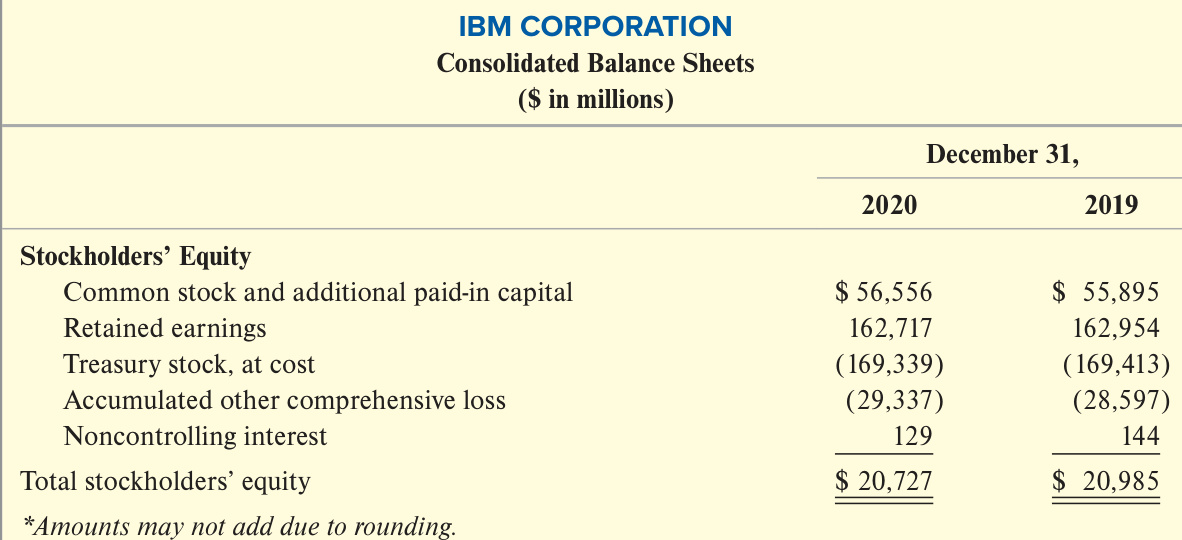 IBM CORPORATION
Consolidated Balance Sheets
($ in millions)
December 31,
2020 2019
Stockholders’ Equity
Common stock and additional paid-in capital $ 56,556 $ 55,895
Retained earnings 162,717 162,954
Treasury stock, at cost (169,339) (169,413)
Accumulated other comprehensive loss (29,337) (28,597)
Noncontrolling interest 129 144
Total stockholders’ equity $ 20,727 $ 20,985
*Amounts may not add due to rounding.